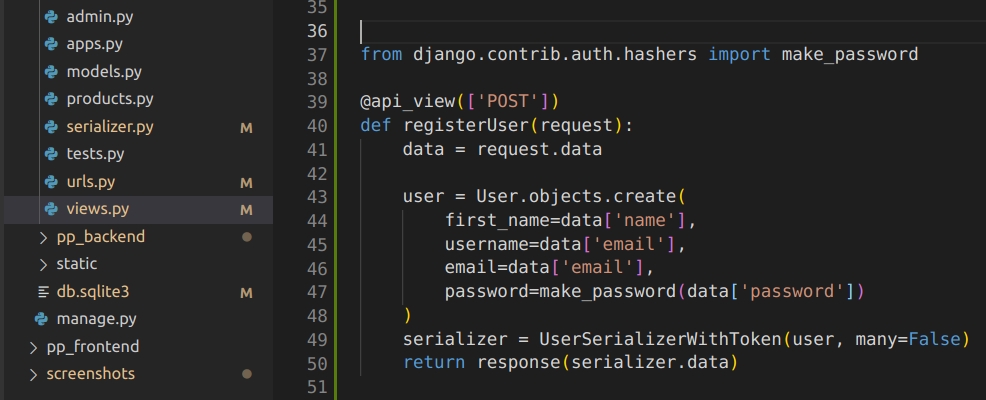 admin.py
apps.py
models.py
products.py
serializer.py M
tests.py
urls.py M
views.py M
pp_backend
static
db.sqlite3 M
manage.py
pp_frontend
screenshots
35
36
37 from django.contrib.auth.hashers import make_password
38
39 @api_view(['POST'])
40 def registerUser(request):
41     data = request.data
42
43     user = User.objects.create(
44         first_name=data['name'],
45         username=data['email'],
46         email=data['email'],
47         password=make_password(data['password'])
48     )
49     serializer = UserSerializerWithToken(user, many=False)
50     return response(serializer.data)
51